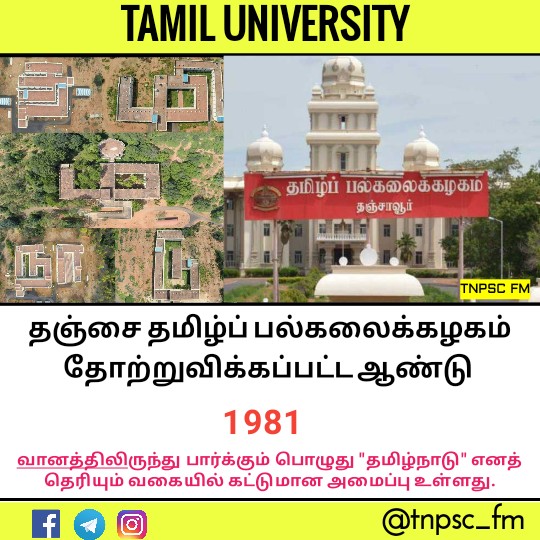 TAMIL UNIVERSITY
தமிழ்ப் பல்கலைக்கழகம்
தஞ்சாவூர்
TNPSC FM
தஞ்சை தமிழ்ப் பல்கலைக்கழகம்
தோற்றுவிக்கப்பட்ட ஆண்டு
1981
வானத்திலிருந்து பார்க்கும் பொழுது "தமிழ்நாடு" எனத்
தெரியும் வகையில் கட்டுமான அமைப்பு உள்ளது.
@tnpsc_fm